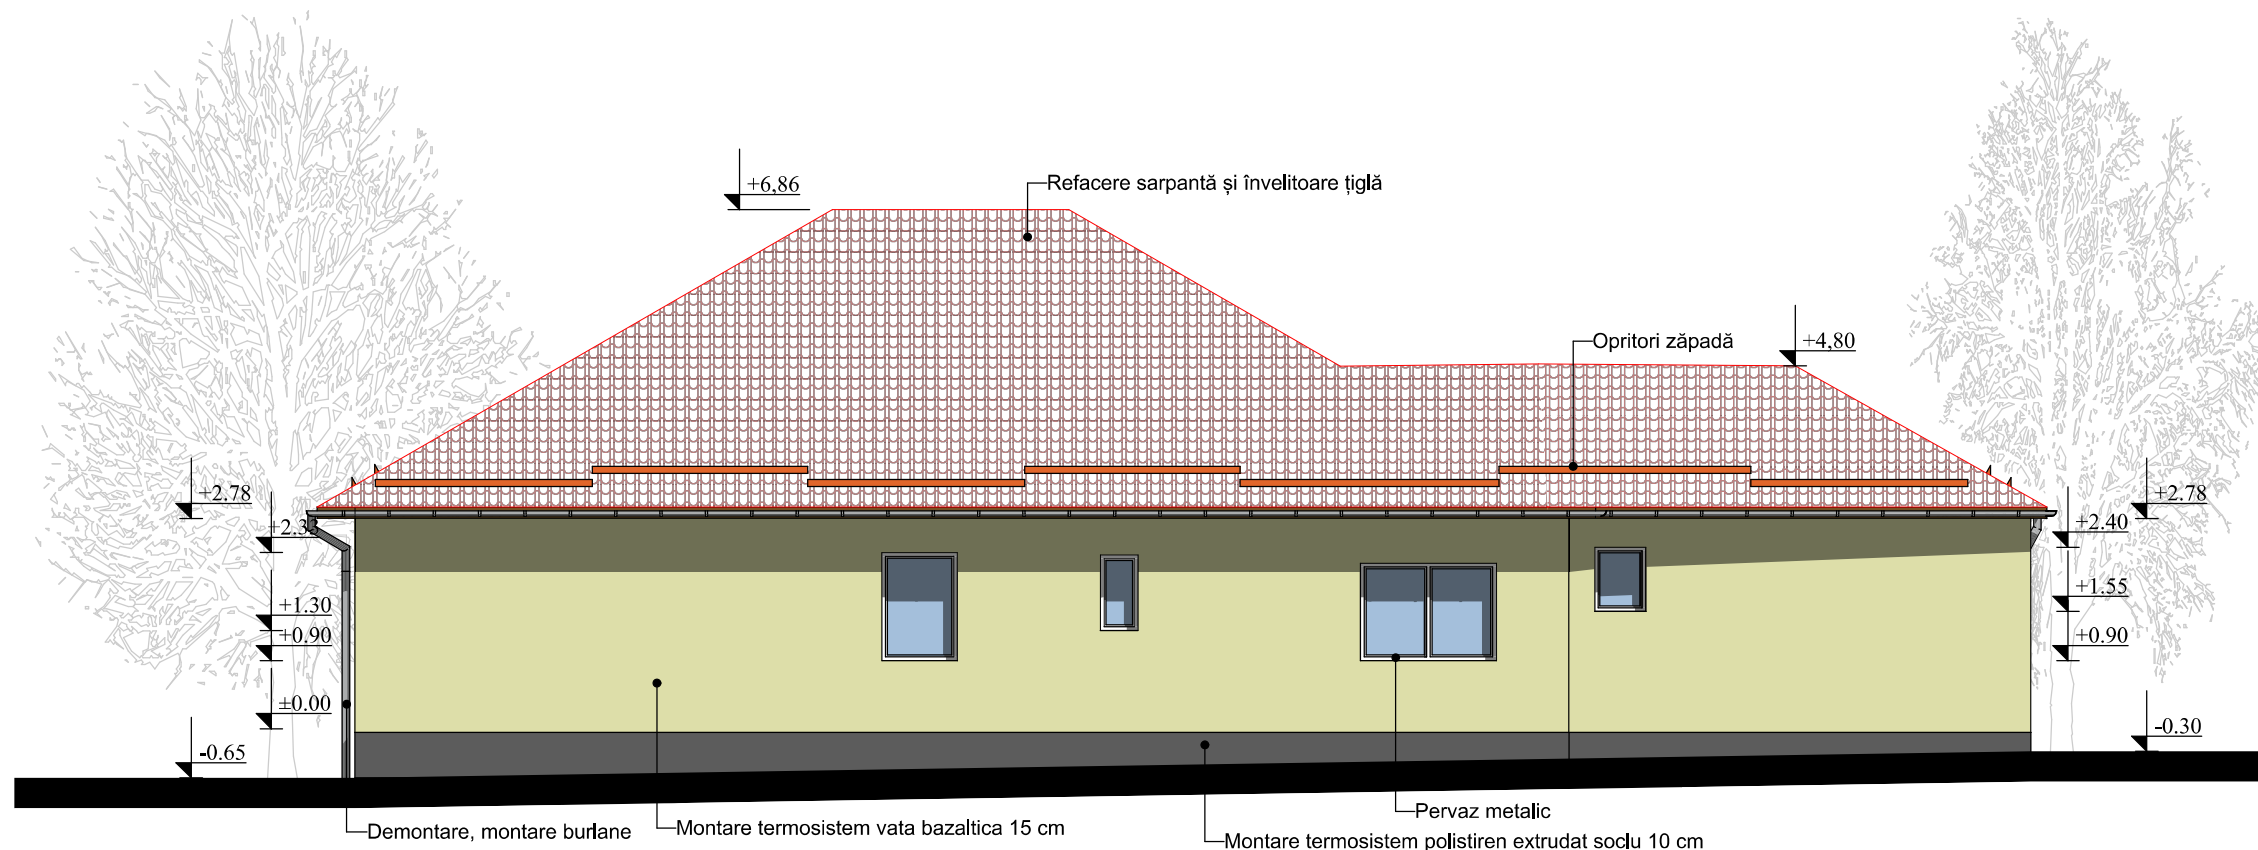 +6,86
Refacere sarpantă și învelitoare țiglă
Opritori zăpadă
+4,80
+2.78
+2.78
+2.33
+2.40
+1.30
+1.55
+0.90
+0.90
±0.00
-0.30
-0.65
Pervaz metalic
Demontare, montare burlane
Montare termosistem vata bazaltica 15 cm
Montare termosistem polistiren extrudat soclu 10 cm